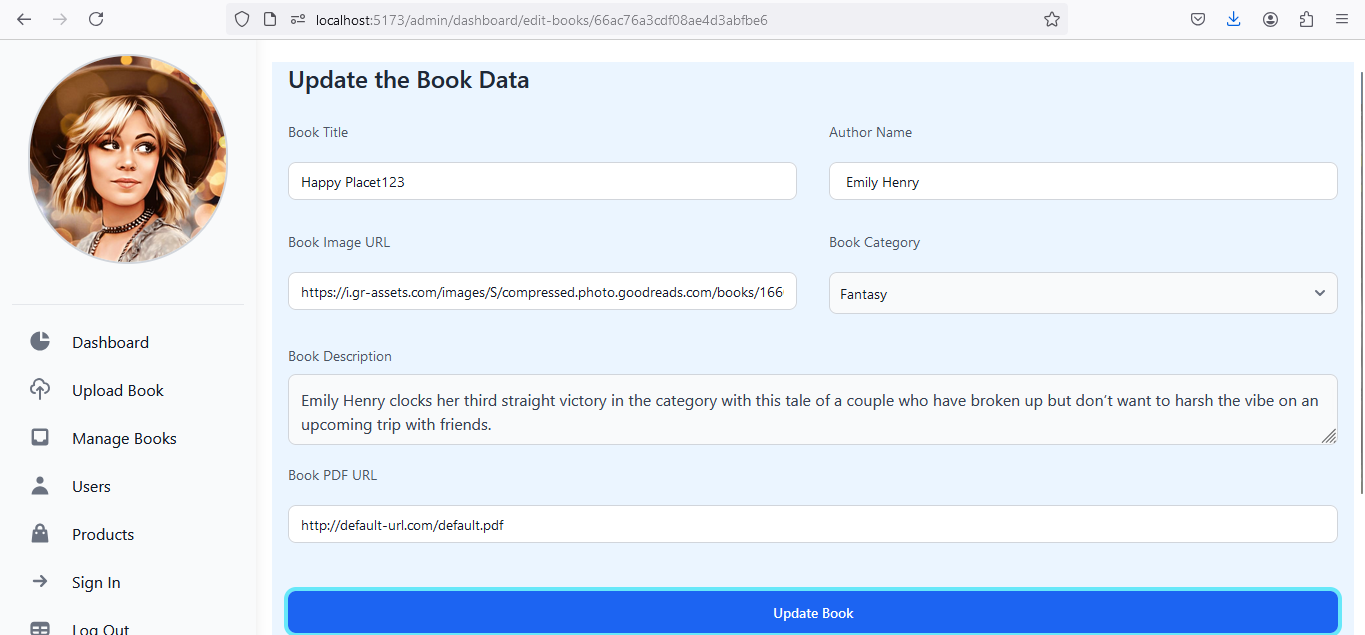 localhost:5173/admin/dashboard/edit-books/66ac76a3cdf08ae4d3abfbe6
Update the Book Data
Book Title
Author Name
Happy Placet123
Emily Henry
Book Image URL
Book Category
https://i.gr-assets.com/images/S/compressed.photo.goodreads.com/books/166
Fantasy
Book Description
Emily Henry clocks her third straight victory in the category with this tale of a couple who have broken up but don’t want to harsh the vibe on an
upcoming trip with friends.
Book PDF URL
http://default-url.com/default.pdf
Update Book
Dashboard
Upload Book
Manage Books
Users
Products
Sign In
Log Out